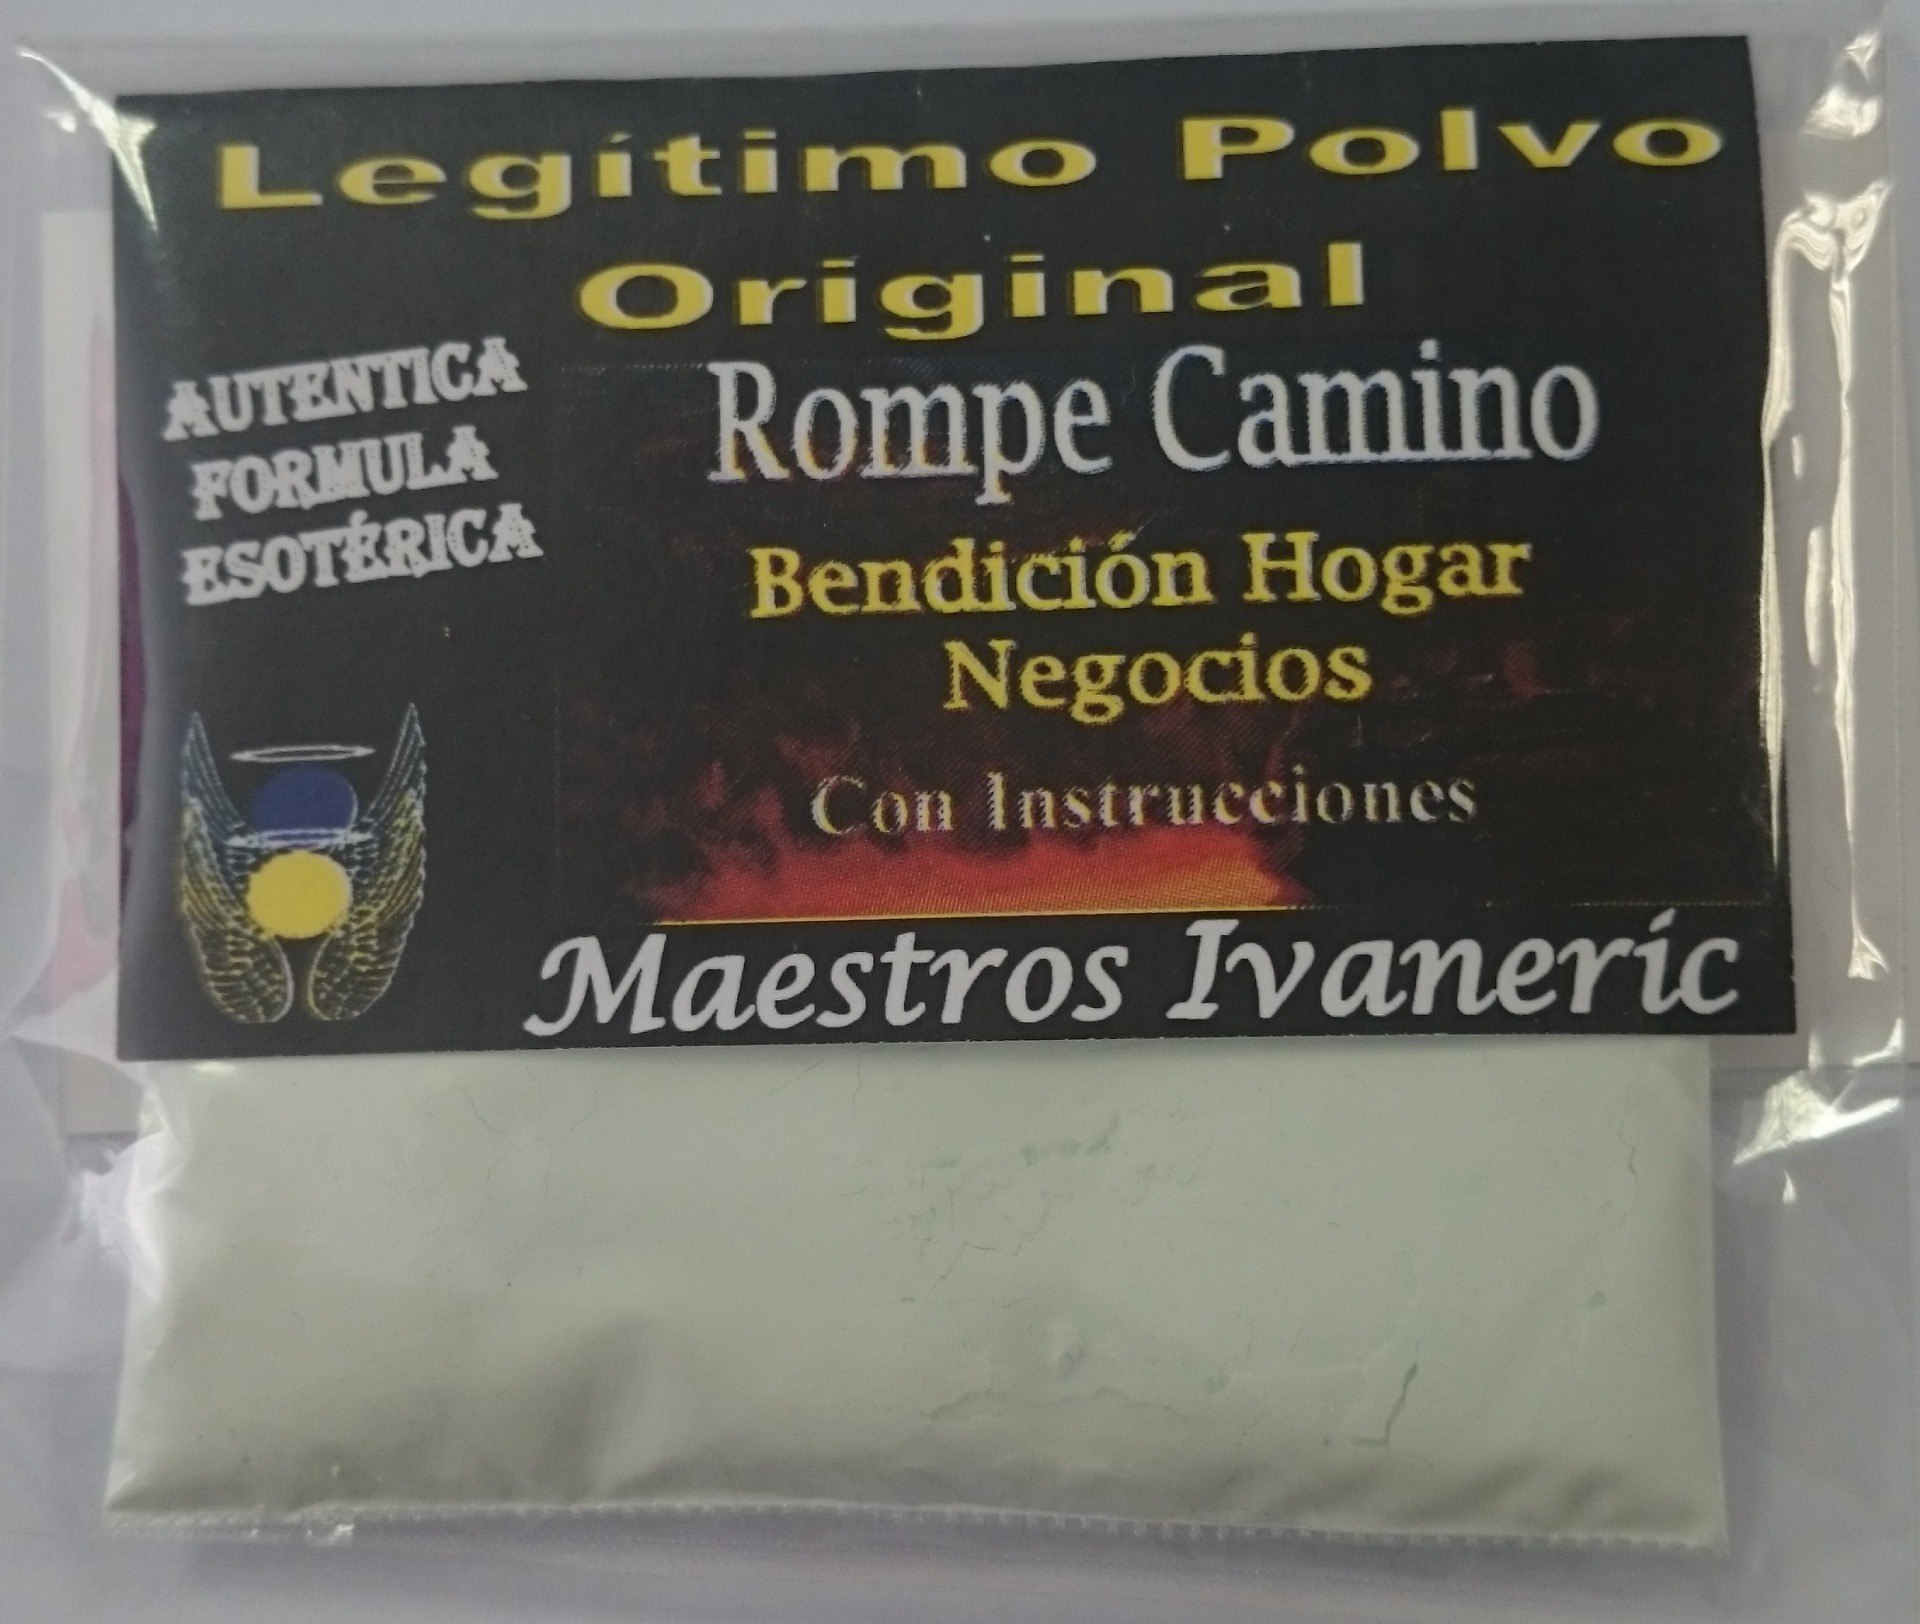 Legítimo Polvo
Original
AUTENTICA
FORMULA
ESOTÉRICA
Rompe Camino
Bendición Hogar
Negocios
Con Instrucciones
Maestros Ivaneric